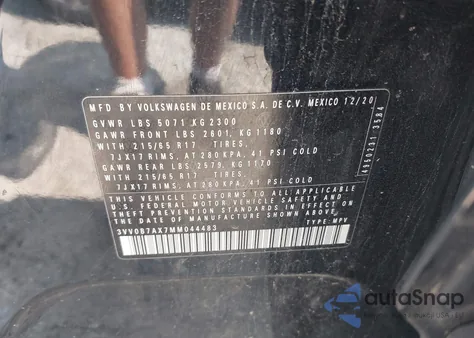 MFD BY VOLKSWAGEN DE MEXICO S.A. DE C.V. MEXICO 12/20
GVWR LBS 5071 KG 2300
GAWR FRONT LBS 2601, KG 1180
WITH 215/65 R17 TIRES,
7JX17 RIMS, AT 280 KPA, 41 PSI COLD
GAWR REAR LBS 2579, KG 1170
WITH 215/65 R17 TIRES,
7JX17 RIMS, AT 280 KPA, 41 PSI COLD
THIS VEHICLE CONFORMS TO ALL APPLICABLE
U.S. FEDERAL MOTOR VEHICLE SAFETY AND
THEFT PREVENTION STANDARDS IN EFFECT ON
THE DATE OF MANUFACTURE SHOWN ABOVE.
3VV0B7AX7MM044483 TYPE: MPV
4960231 3584
autoSnap